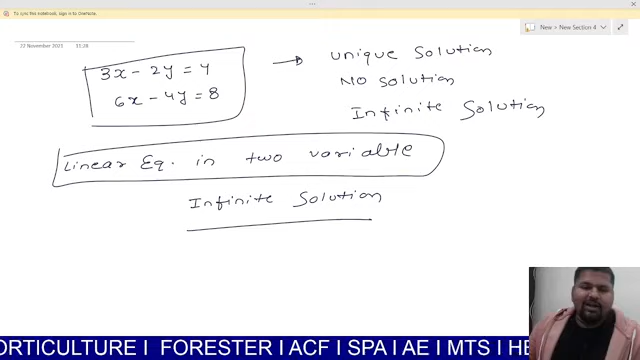 To sync this notebook, sign in to OneNote.
New > New Section 4
22 November 2021 11:28
3x - 2y = 4
6x - 4y = 8
Unique Solution
No Solution
Infinite Solution
Linear Eq. in two variable
Infinite Solution
ORTICULTURE I FORESTER I ACF I SPA I AE I MTS I HE